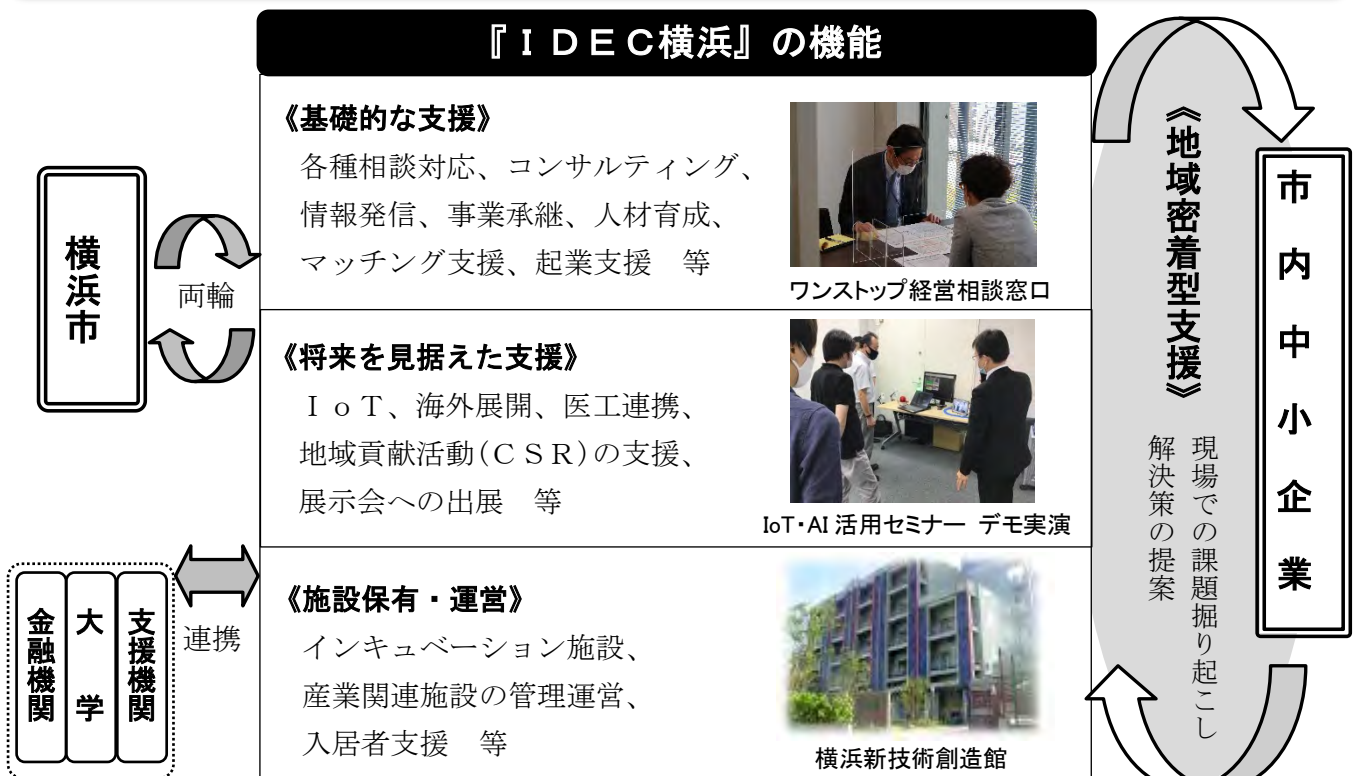 『ＩＤＥＣ横浜』の機能
《基礎的な支援》
各種相談対応、コンサルティング、
情報発信、事業承継、人材育成、
マッチング支援、起業支援　等
ワンストップ経営相談窓口
《将来を見据えた支援》
ＩｏＴ、海外展開、医工連携、
地域貢献活動(ＣＳＲ)の支援、
展示会への出展　等
IoT・AI 活用セミナー デモ実演
《施設保有・運営》
インキュベーション施設、
産業関連施設の管理運営、
入居者支援　等
横浜新技術創造館
横浜市
両輪
連携
支援機関
大学
金融機関
《地域密着型支援》
現場での課題掘り起こし
解決策の提案
市内中小企業